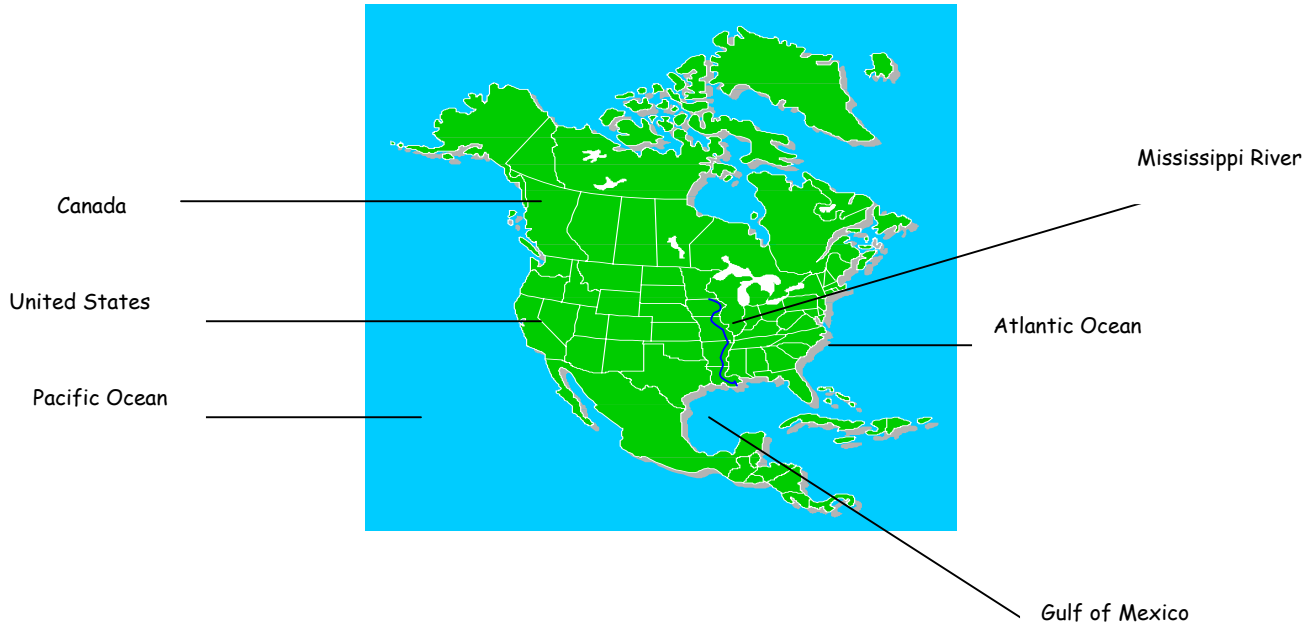 Mississippi River
Canada
United States
Atlantic Ocean
Pacific Ocean
Gulf of Mexico